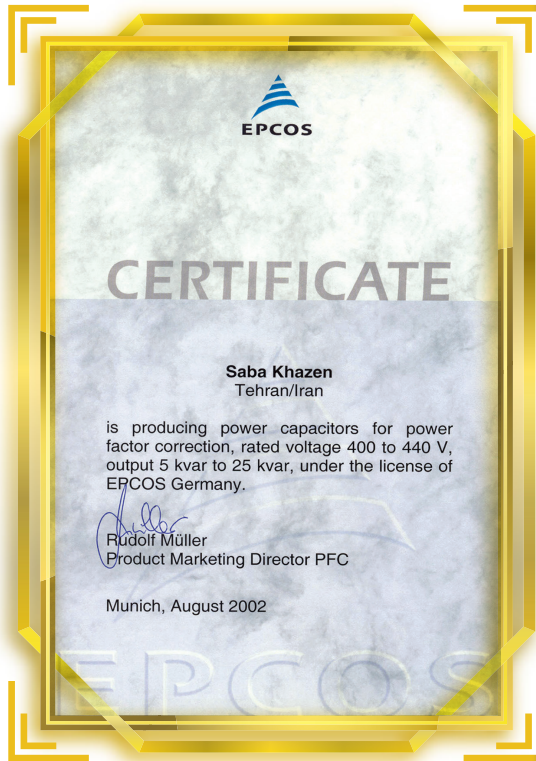 EPCOS
CERTIFICATE
Saba Khazen
Tehran/Iran
is producing power capacitors for power
factor correction, rated voltage 400 to 440 V,
output 5 kvar to 25 kvar, under the license of
EPCOS Germany.
Rudolf Müller
Product Marketing Director PFC
Munich, August 2002
EPCOS